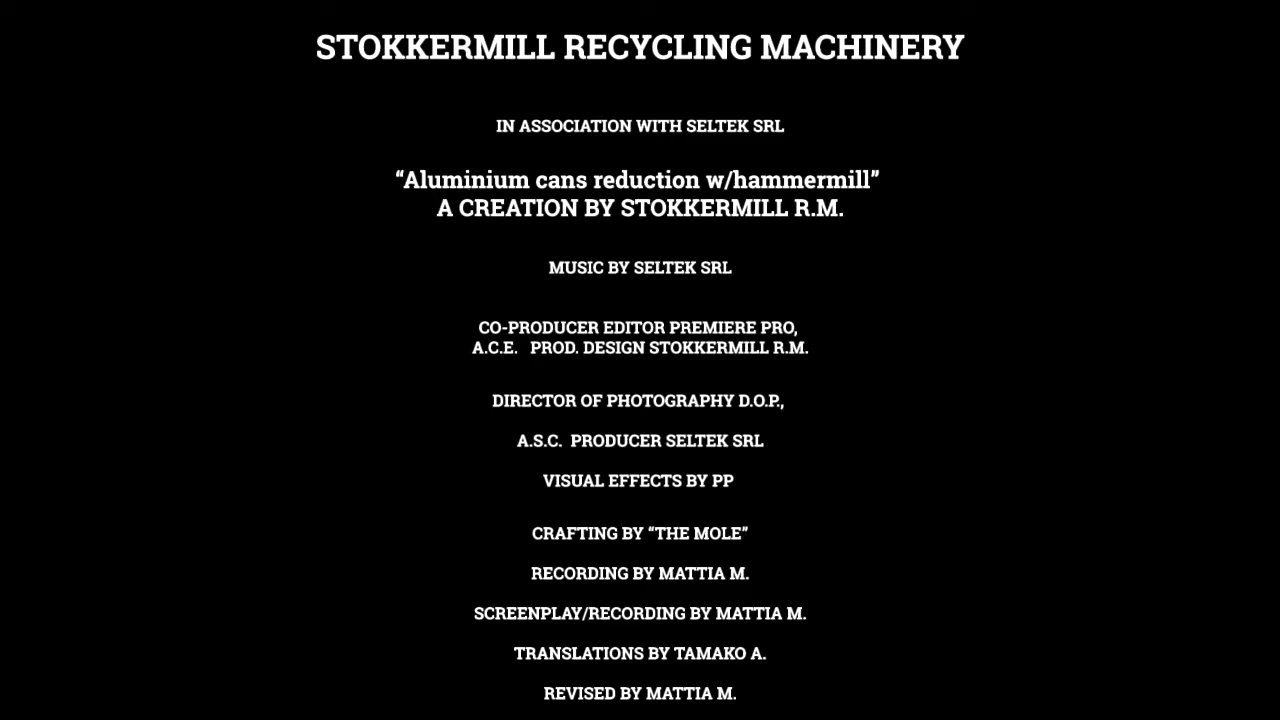 STOKKERMILL RECYCLING MACHINERY
IN ASSOCIATION WITH SELTEK SRL
“Aluminium cans reduction w/hammermill”
A CREATION BY STOKKERMILL R.M.
MUSIC BY SELTEK SRL
CO-PRODUCER EDITOR PREMIERE PRO,
A.C.E. PROD. DESIGN STOKKERMILL R.M.
DIRECTOR OF PHOTOGRAPHY D.O.P.,
A.S.C. PRODUCER SELTEK SRL
VISUAL EFFECTS BY PP
CRAFTING BY “THE MOLE”
RECORDING BY MATTIA M.
SCREENPLAY/RECORDING BY MATTIA M.
TRANSLATIONS BY TAMAKO A.
REVISED BY MATTIA M.